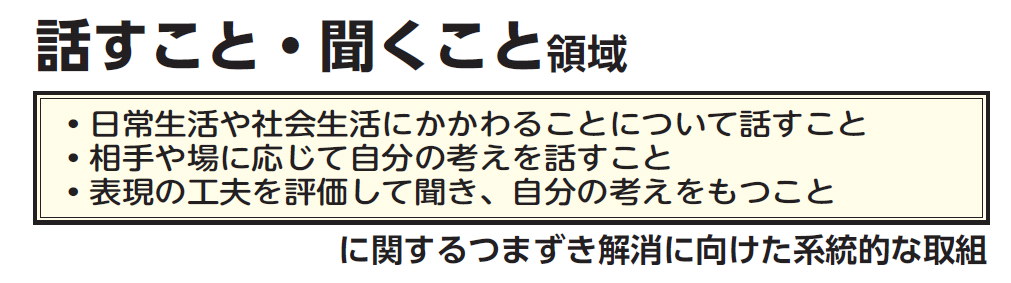 話すこと・聞くこと領域
・日常生活や社会生活にかかわることについて話すこと
・相手や場に応じて自分の考えを話すこと
・表現の工夫を評価して聞き、自分の考えをもつこと
に関するつまずき解消に向けた系統的な取組